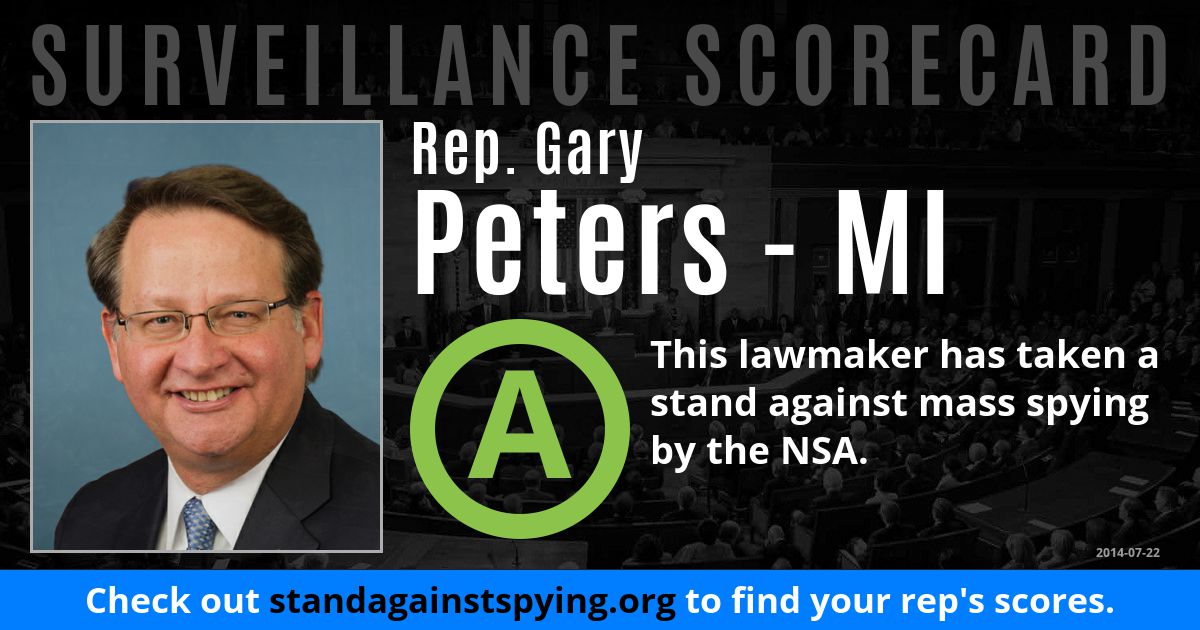 SURVEILLANCE SCORECARD
Rep. Gary
Peters - MI
A
This lawmaker has taken a
stand against mass spying
by the NSA.
2014-07-22
Check out standagainstspying.org to find your rep's scores.